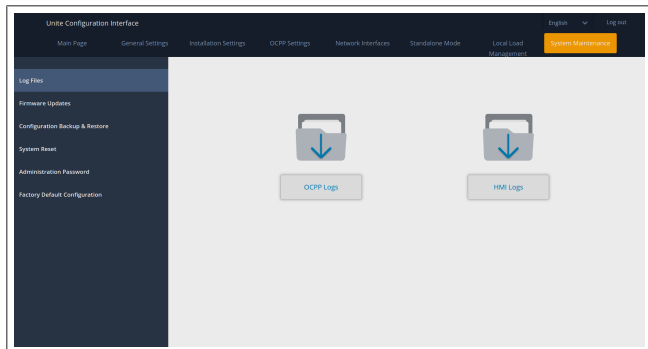 Unite Configuration Interface
English
Log out
Main Page
General Settings
Installation Settings
OCPP Settings
Network Interfaces
Standalone Mode
Local Load
Management
System Maintenance
Log Files
Firmware Updates
Configuration Backup & Restore
System Reset
Administration Password
Factory Default Configuration
OCPP Logs
HMI Logs